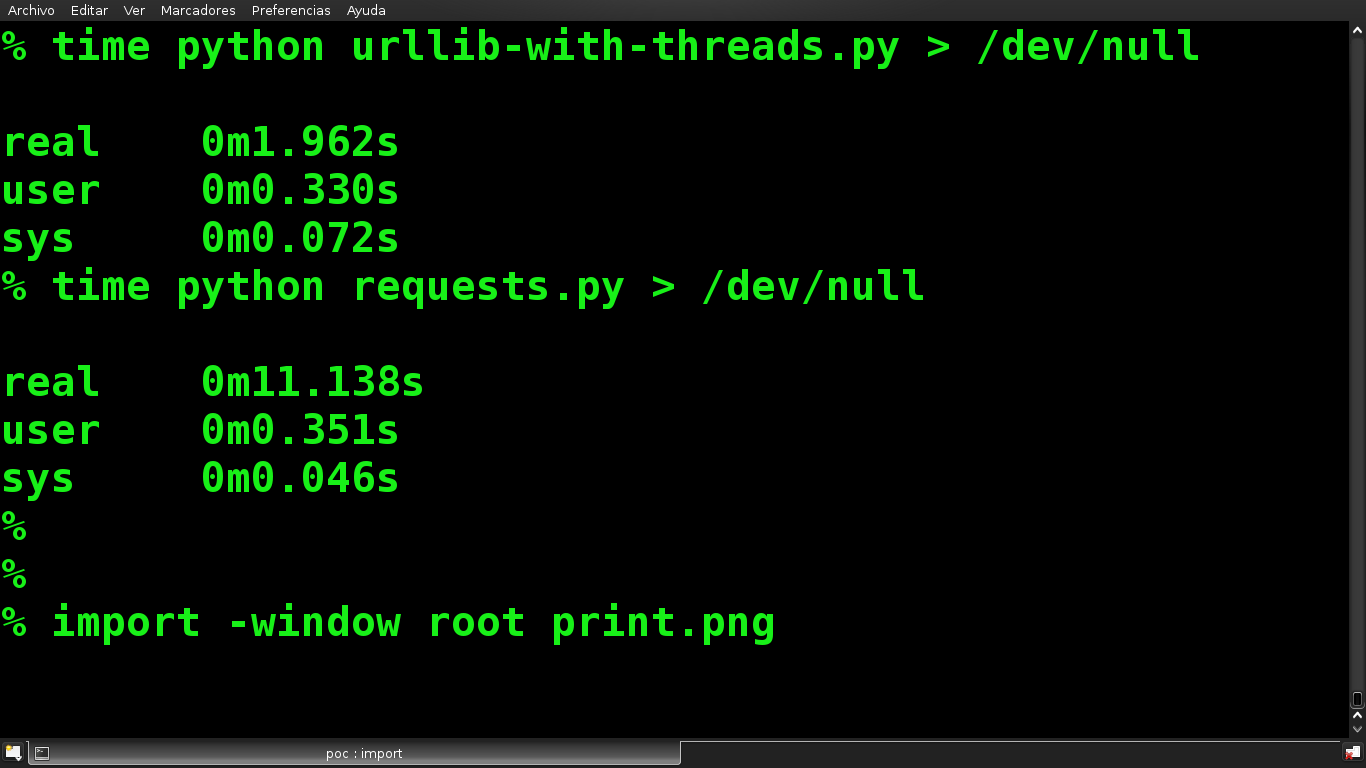 Archivo Editar Ver Marcadores Preferencias Ayuda
% time python urllib-with-threads.py > /dev/null
real 0m1.962s
user 0m0.330s
sys 0m0.072s
% time python requests.py > /dev/null
real 0m11.138s
user 0m0.351s
sys 0m0.046s
%
%
% import -window root print.png
poc : import